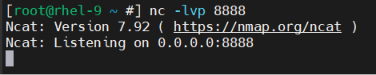 [root@rhel-9 ~ #] nc -lvp 8888
Ncat: Version 7.92 ( https://nmap.org/ncat )
Ncat: Listening on 0.0.0.0:8888